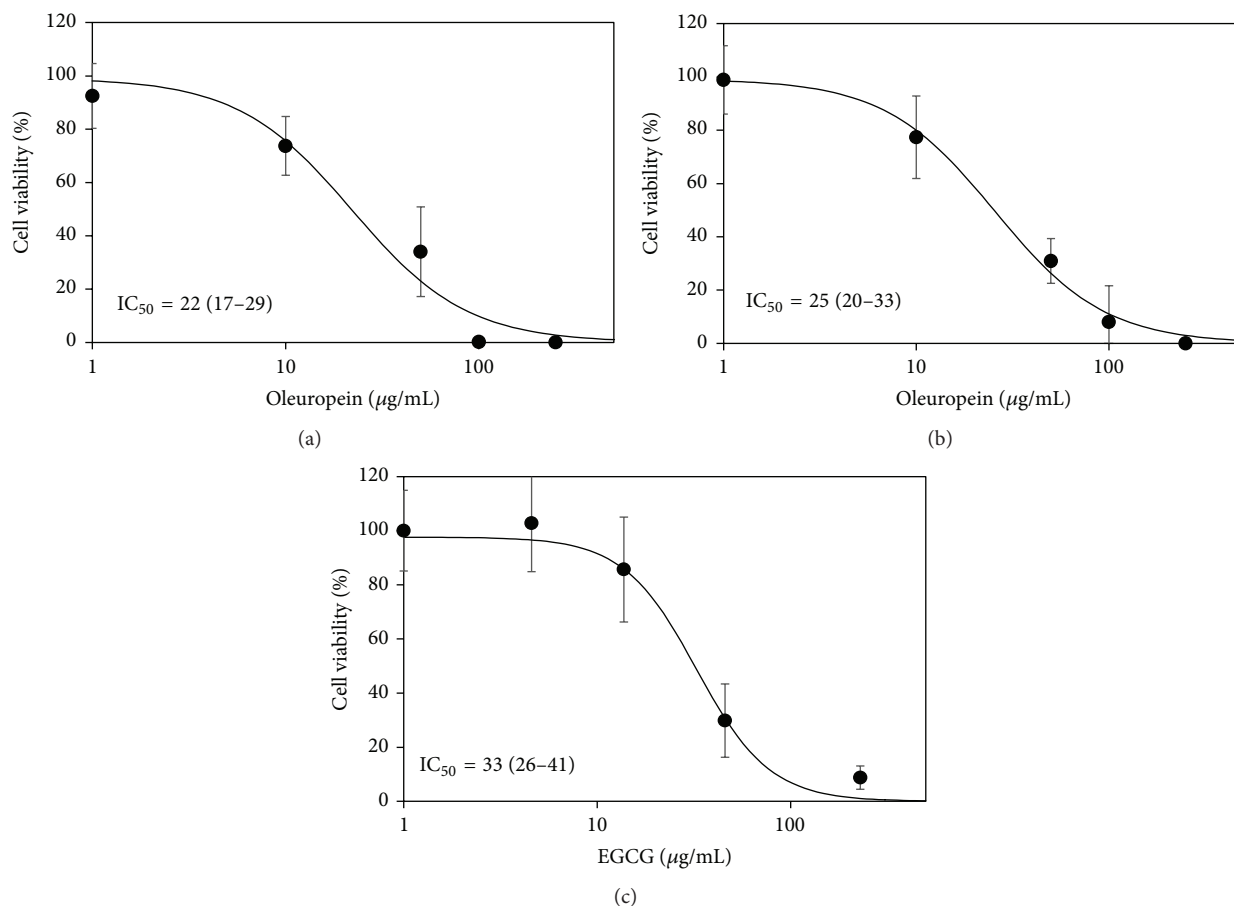 120
100
80
60
40
20
0
Cell viability (%)
IC50 = 22 (17–29)
1
10
100
Oleuropein (μg/mL)
(a)
120
100
80
60
40
20
0
Cell viability (%)
IC50 = 25 (20–33)
1
10
100
Oleuropein (μg/mL)
(b)
120
100
80
60
40
20
0
Cell viability (%)
IC50 = 33 (26–41)
1
10
100
EGCG (μg/mL)
(c)